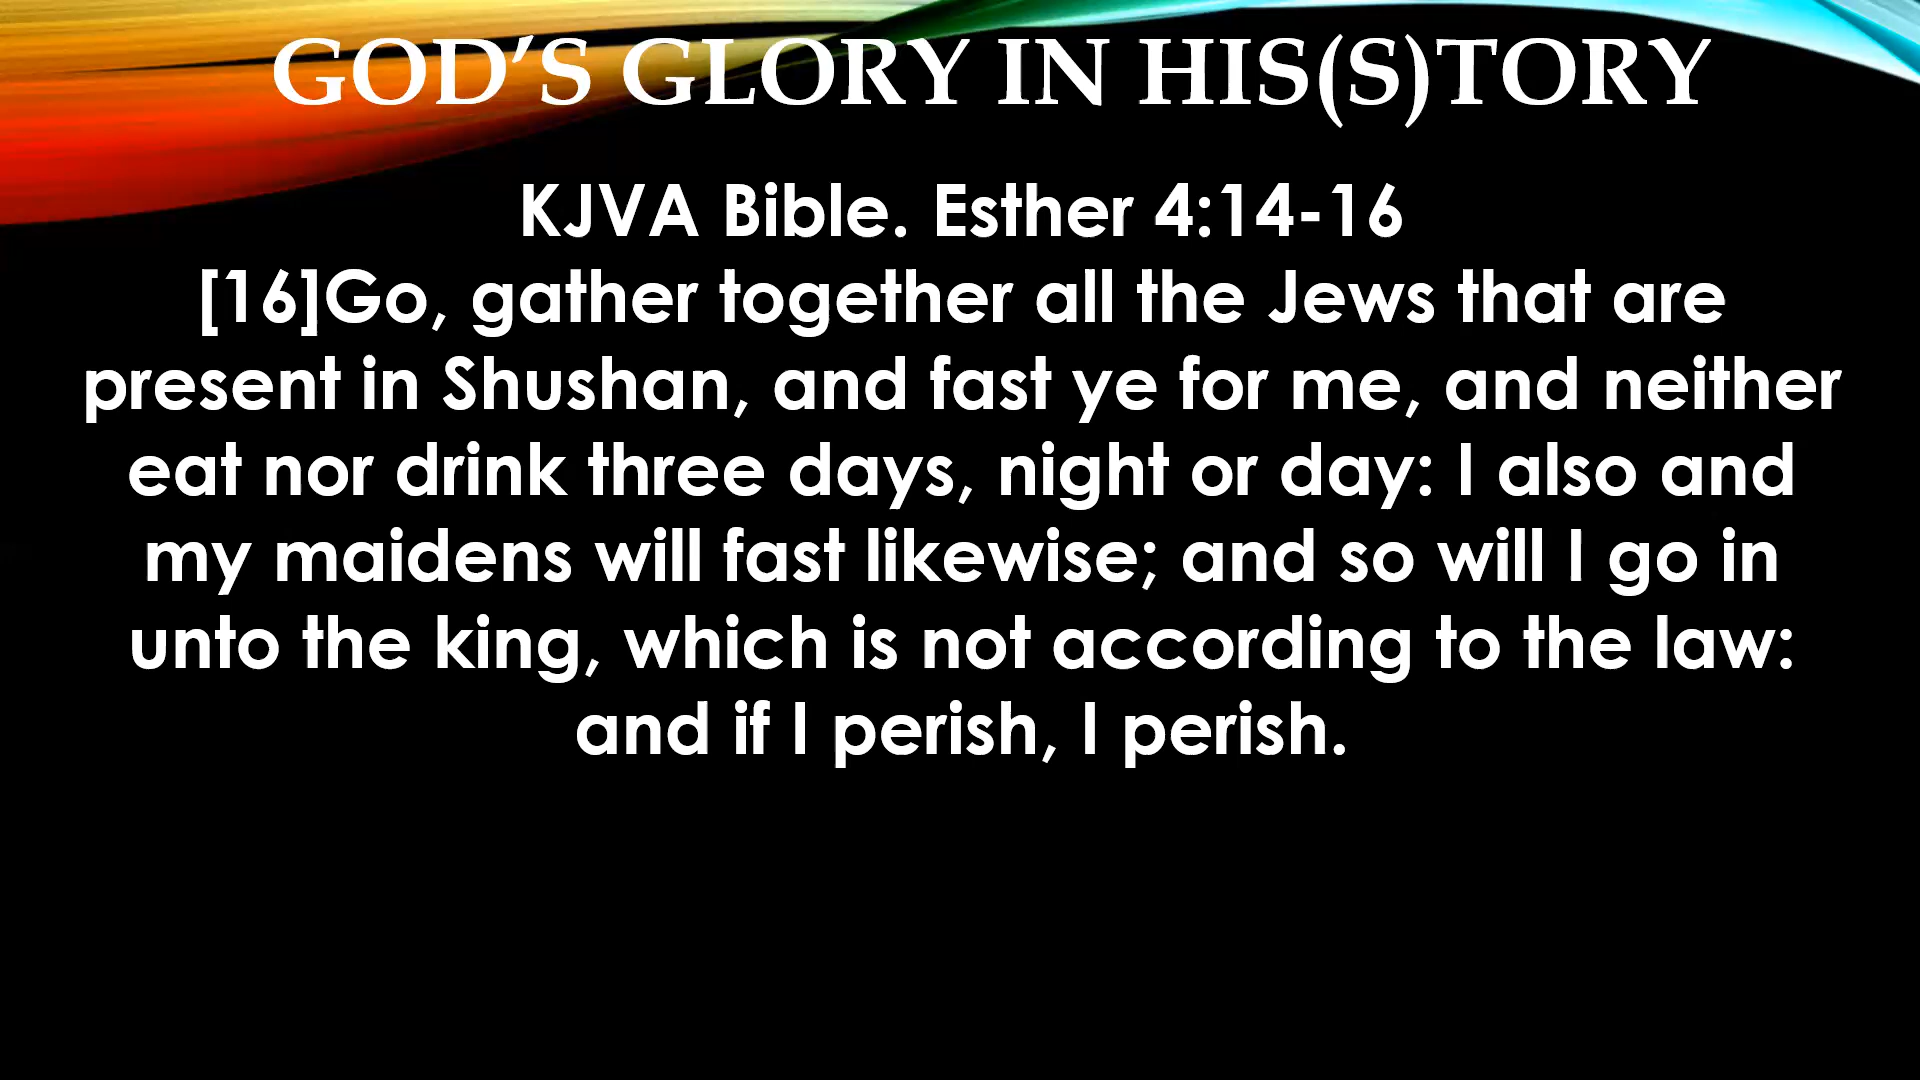 GOD’S GLORY IN HIS(S)TORY
KJVA Bible. Esther 4:14-16
[16]Go, gather together all the Jews that are
present in Shushan, and fast ye for me, and neither
eat nor drink three days, night or day: I also and
my maidens will fast likewise; and so will I go in
unto the king, which is not according to the law:
and if I perish, I perish.